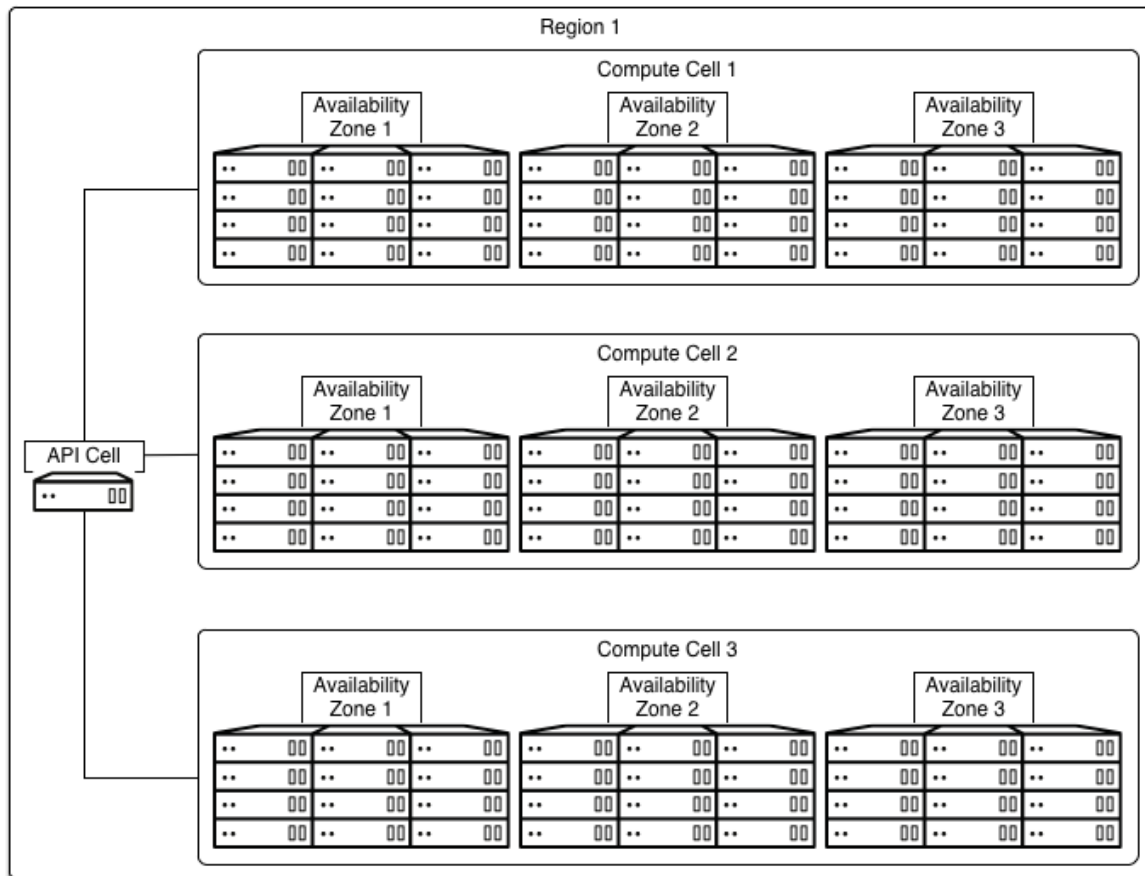 Region 1
Compute Cell 1
Availability
Zone 1
Availability
Zone 2
Availability
Zone 3
API Cell
Compute Cell 2
Availability
Zone 1
Availability
Zone 2
Availability
Zone 3
Compute Cell 3
Availability
Zone 1
Availability
Zone 2
Availability
Zone 3